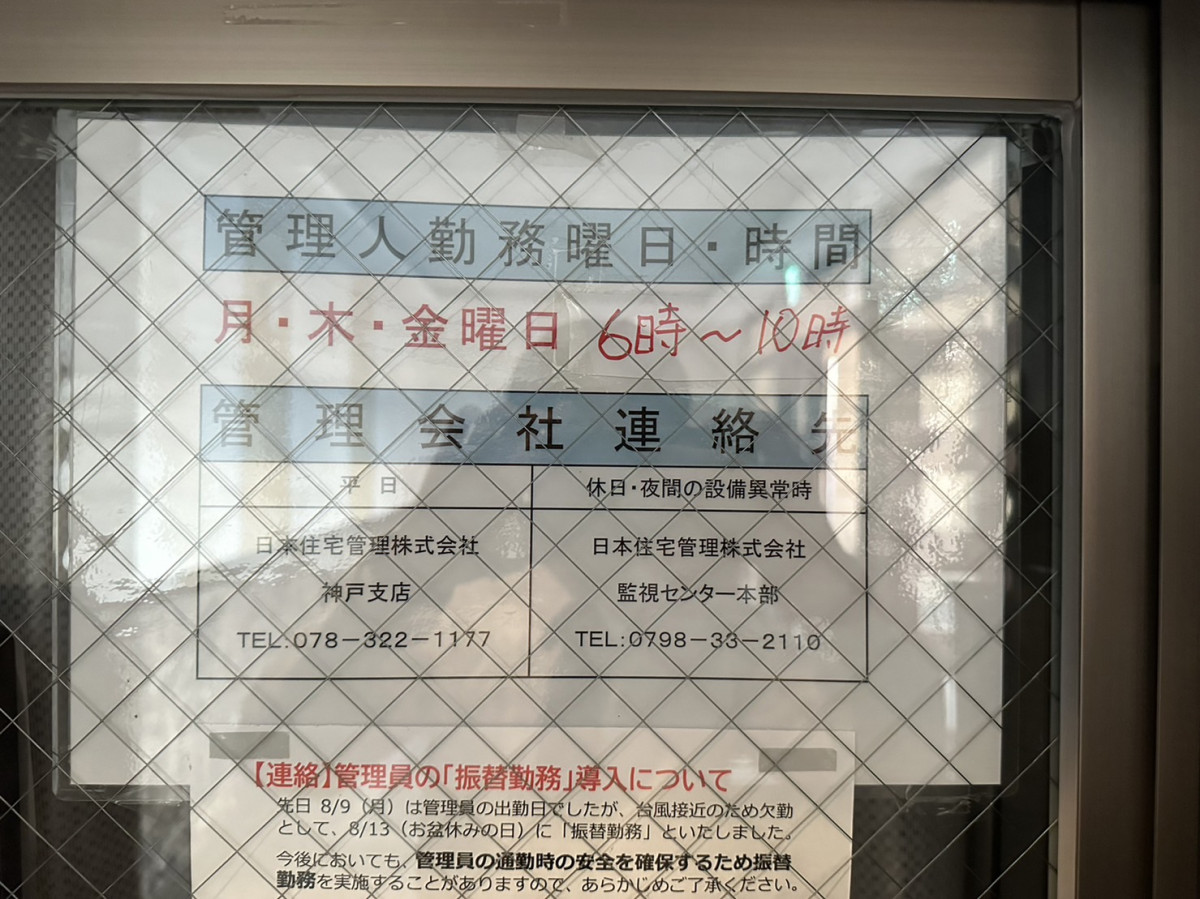 管理人勤務曜日・時間
月・木・金曜日 6時～10時
管理会社連絡先
平日
休日・夜間の設備異常時
日本住宅管理株式会社
神戸支店
TEL:078－322－1177
日本住宅管理株式会社
監視センター本部
TEL:0798－33－2110
【連絡】管理員の「振替勤務」導入について
先日 8/9（月）は管理員の出勤日でしたが、台風接近のため欠勤
として、8/13（お盆休みの日）に「振替勤務」といたしました。
今後においても、管理員の通勤時の安全を確保するため振替
勤務を実施することがありますので、あらかじめご了承ください。